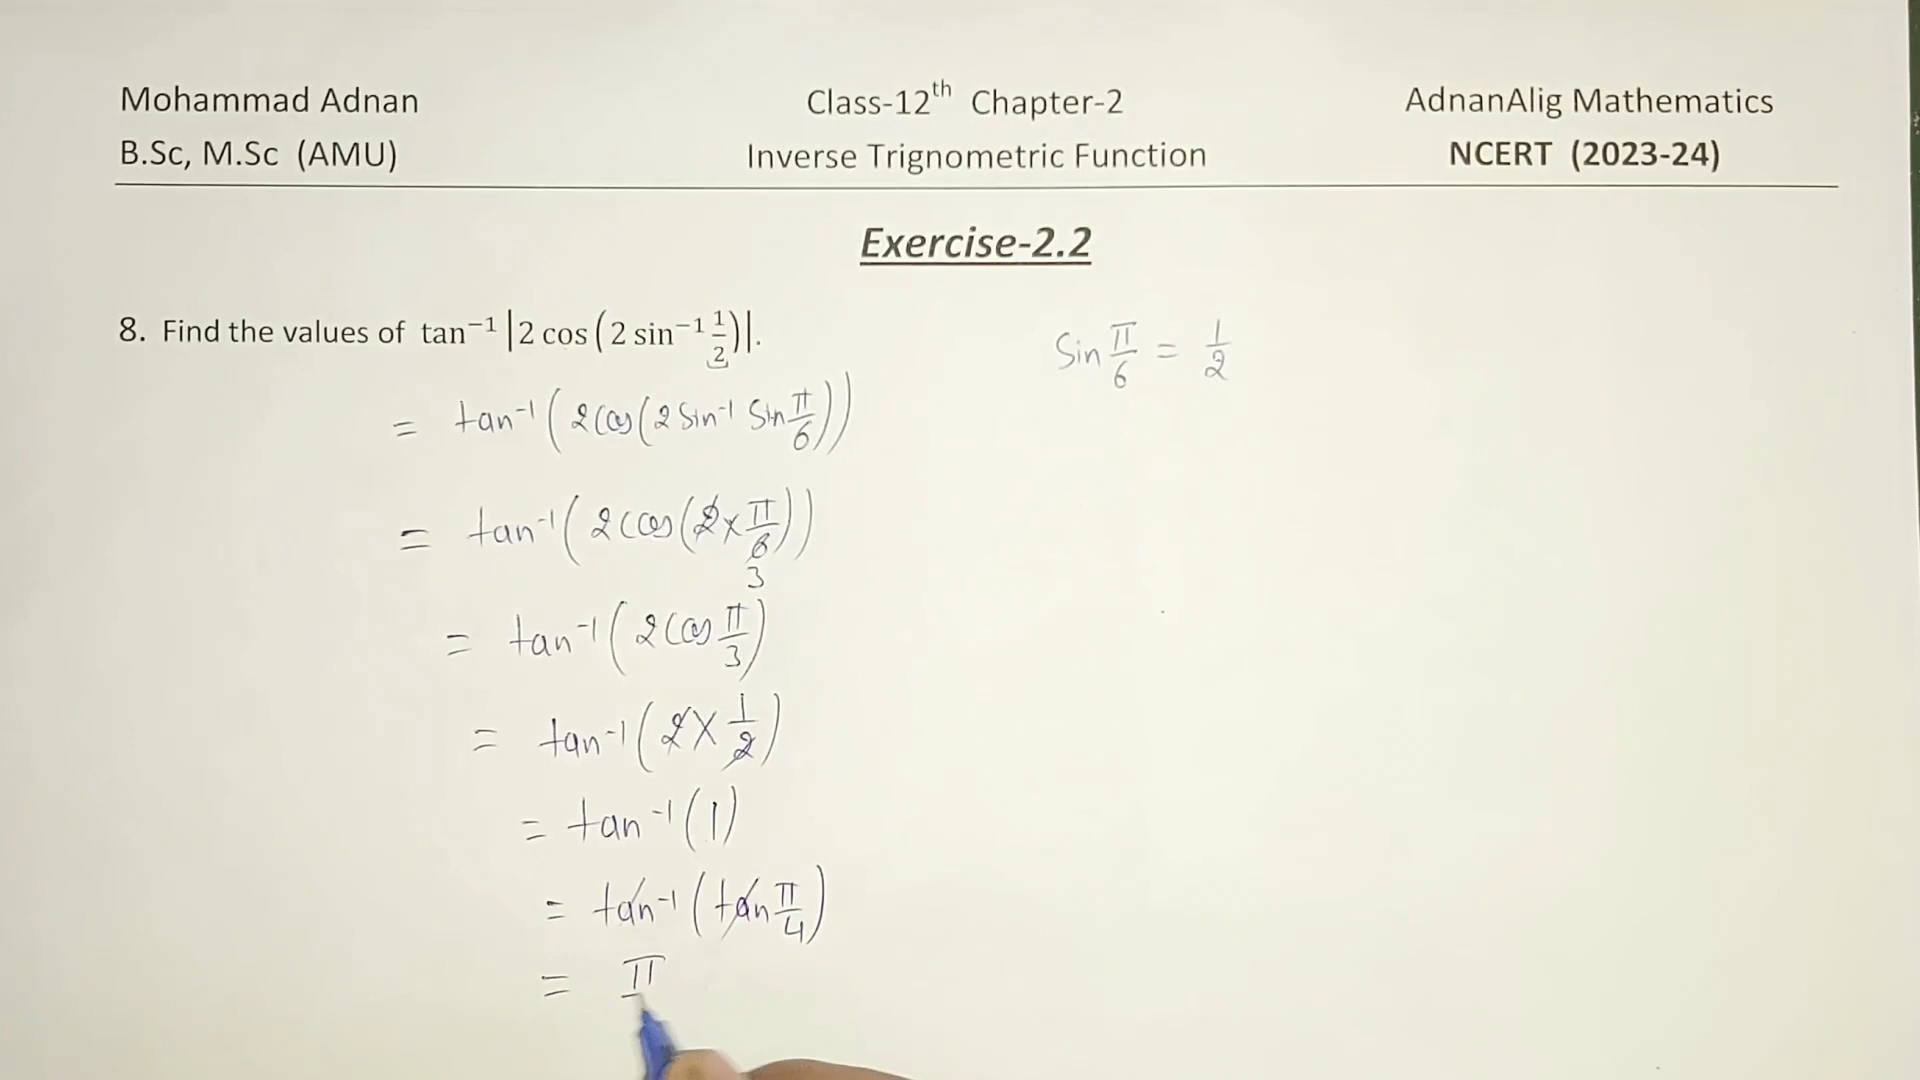 Mohammad Adnan
B.Sc, M.Sc (AMU)
Class-12th Chapter-2
Inverse Trignometric Function
AdnanAlig Mathematics
NCERT (2023-24)
Exercise-2.2
8. Find the values of tan⁻¹ |2 cos (2 sin⁻¹ 1/2)|.
Sin π/6 = 1/2
= tan⁻¹ (2 cos (2 Sin⁻¹ Sin π/6))
= tan⁻¹ (2 cos (2 × π/6))
3
= tan⁻¹ (2 cos π/3)
= tan⁻¹ (2 × 1/2)
= tan⁻¹ (1)
= tan⁻¹ (tan π/4)
= π